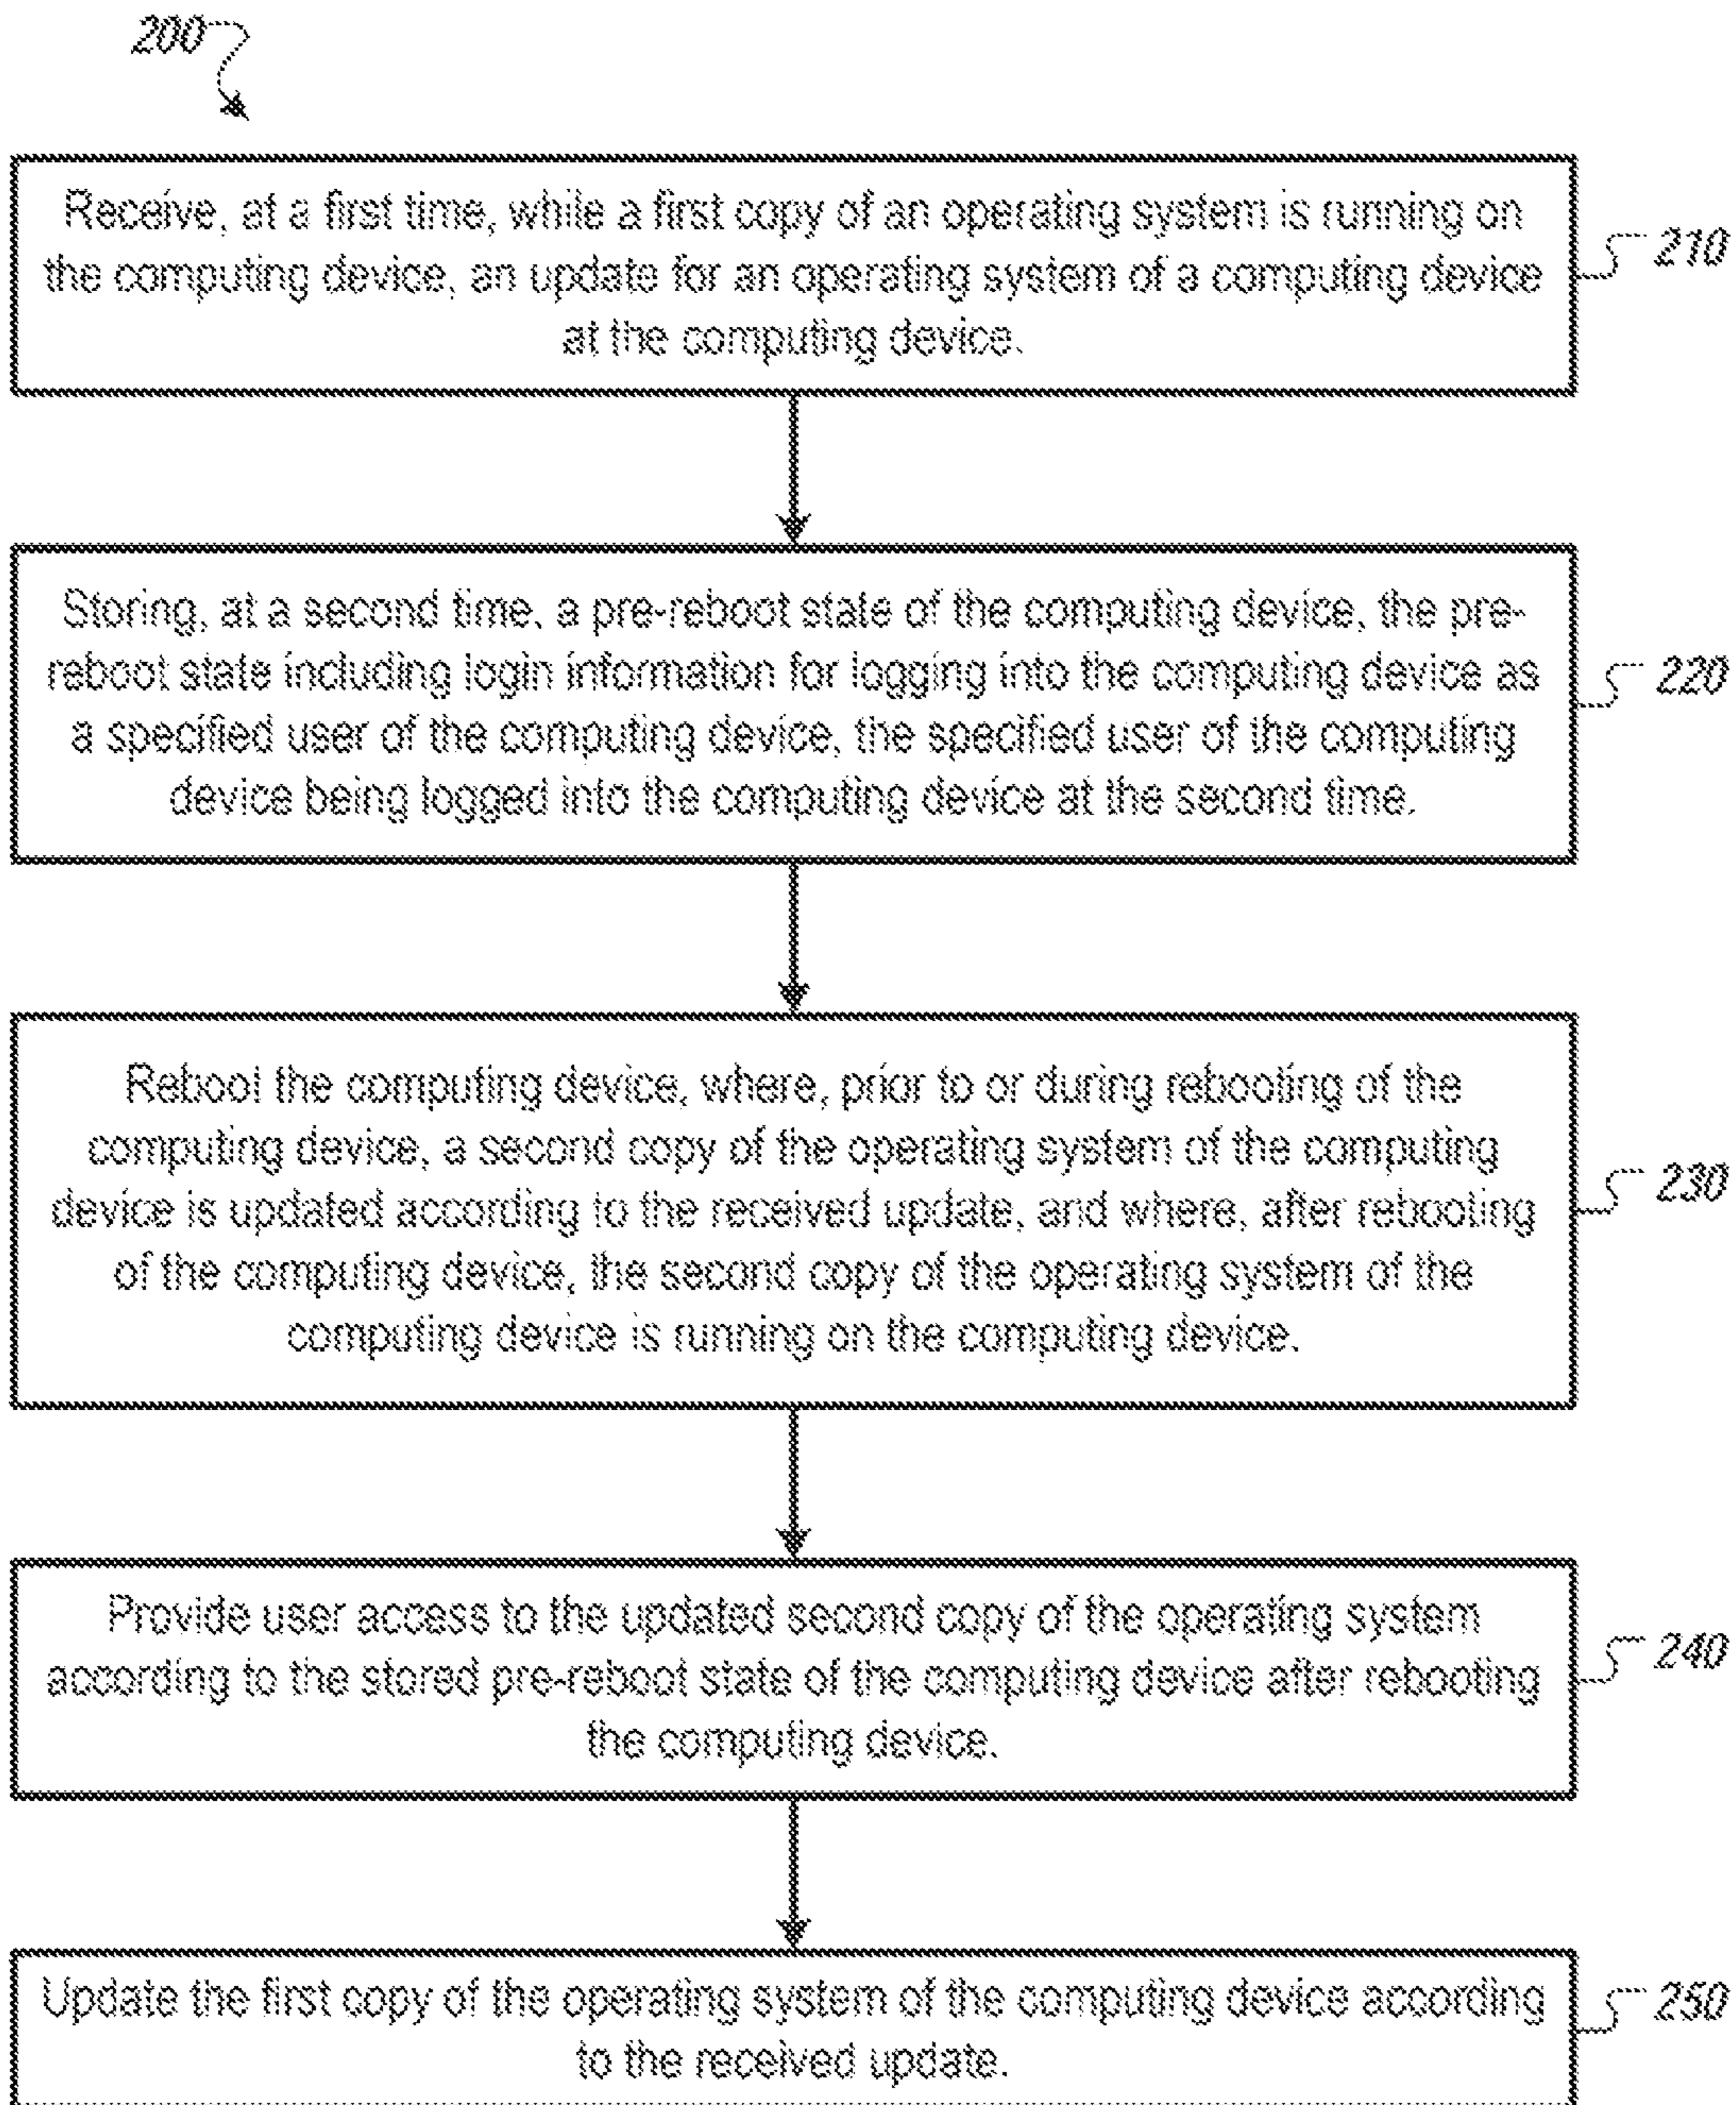 200
Receive, at a first time, while a first copy of an operating system is running on
the computing device, an update for an operating system of a computing device
at the computing device.
210
Storing, at a second time, a pre-reboot state of the computing device, the pre-
reboot state including login information for logging into the computing device as
a specified user of the computing device, the specified user of the computing
device being logged into the computing device at the second time.
220
Reboot the computing device, where, prior to or during rebooting of the
computing device, a second copy of the operating system of the computing
device is updated according to the received update, and where, after rebooting
of the computing device, the second copy of the operating system of the
computing device is running on the computing device.
230
Provide user access to the updated second copy of the operating system
according to the stored pre-reboot state of the computing device after rebooting
the computing device.
240
Update the first copy of the operating system of the computing device according
to the received update.
250